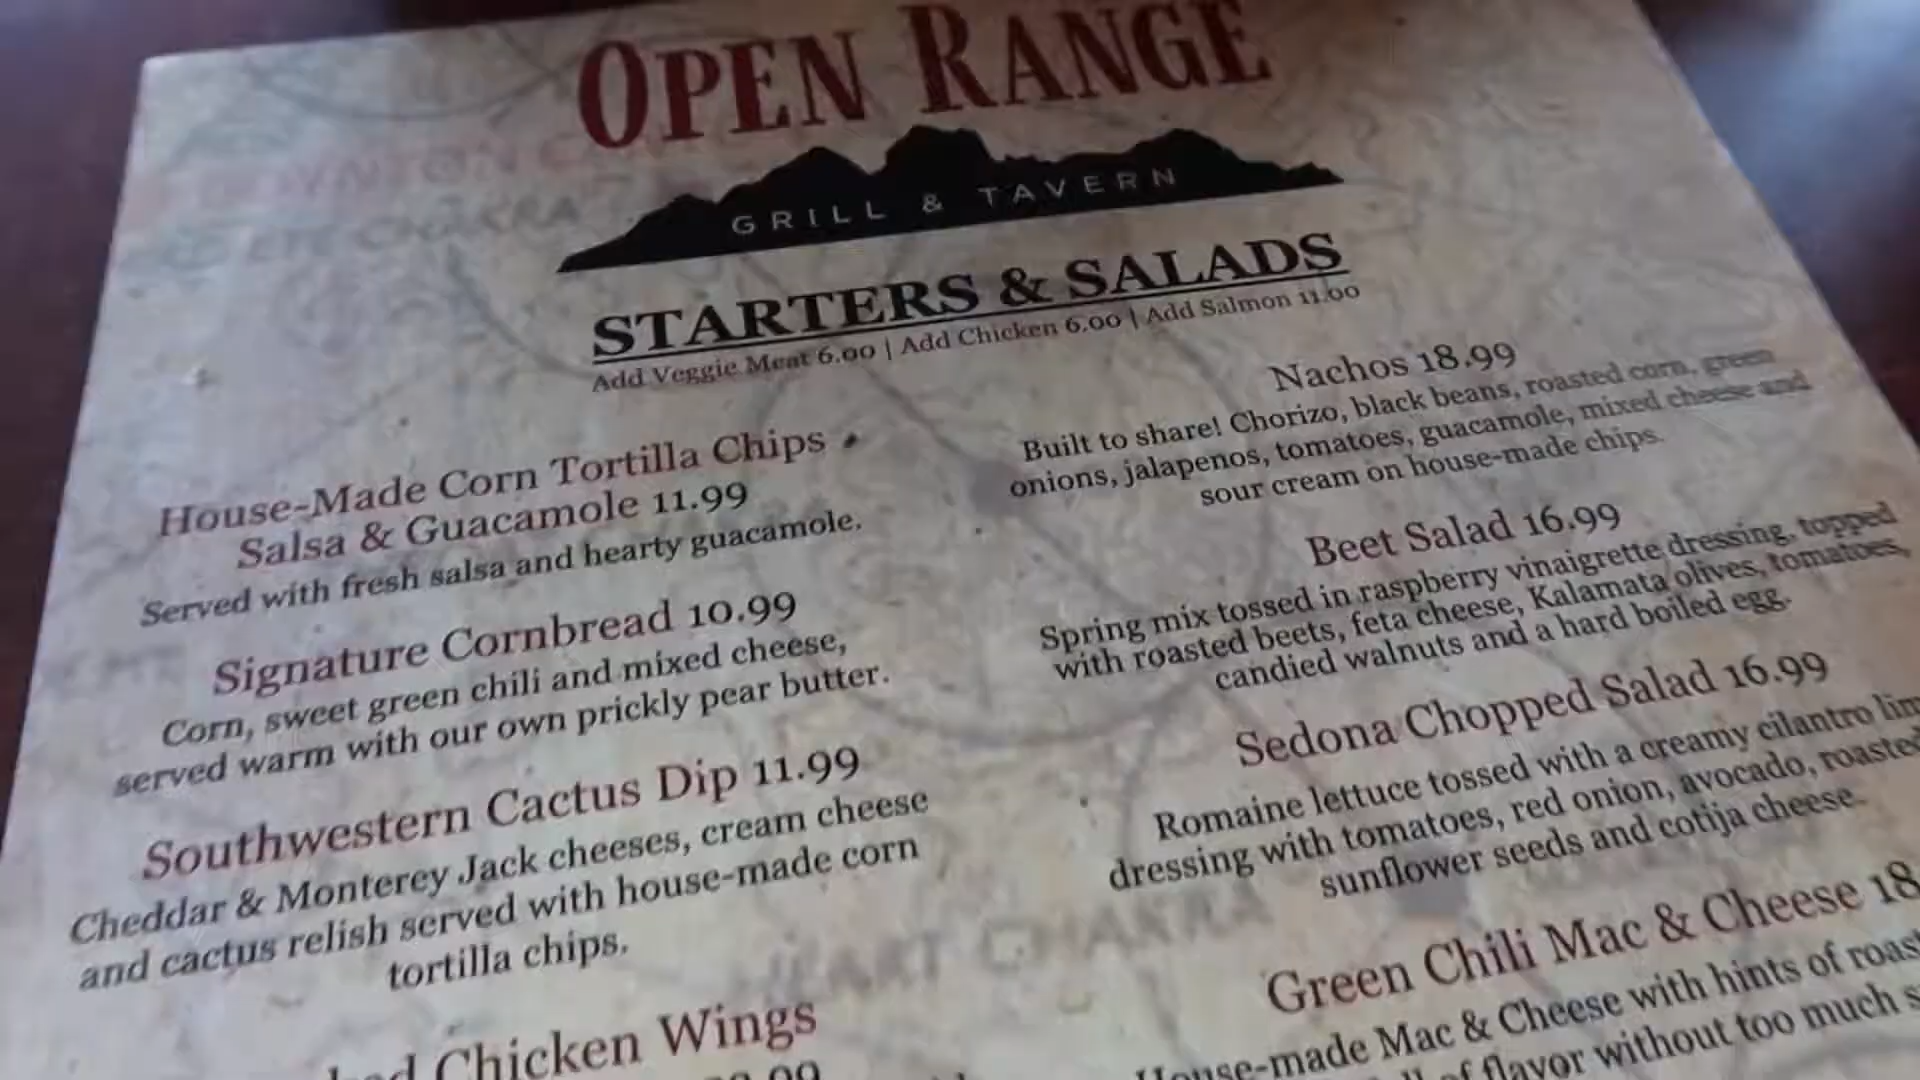 OPEN RANGE
GRILL & TAVERN
STARTERS & SALADS
Add Veggie Meat 6.00 | Add Chicken 6.00 | Add Salmon 11.00
House-Made Corn Tortilla Chips
Salsa & Guacamole 11.99
Served with fresh salsa and hearty guacamole.
Signature Cornbread 10.99
Corn, sweet green chili and mixed cheese,
served warm with our own prickly pear butter.
Southwestern Cactus Dip 11.99
Cheddar & Monterey Jack cheeses, cream cheese
and cactus relish served with house-made corn
tortilla chips.
Chicken Wings
Nachos 18.99
Built to share! Chorizo, black beans, roasted corn, green
onions, jalapenos, tomatoes, guacamole, mixed cheese and
sour cream on house-made chips.
Beet Salad 16.99
Spring mix tossed in raspberry vinaigrette dressing, topped
with roasted beets, feta cheese, Kalamata olives, tomatoes,
candied walnuts and a hard boiled egg.
Sedona Chopped Salad 16.99
Romaine lettuce tossed with a creamy cilantro
dressing with tomatoes, red onion, avocado, roasted
sunflower seeds and cotija cheese.
Green Chili Mac & Cheese 18
House-made Mac & Cheese with hints of
of flavor without too much
HEART CHAKRA